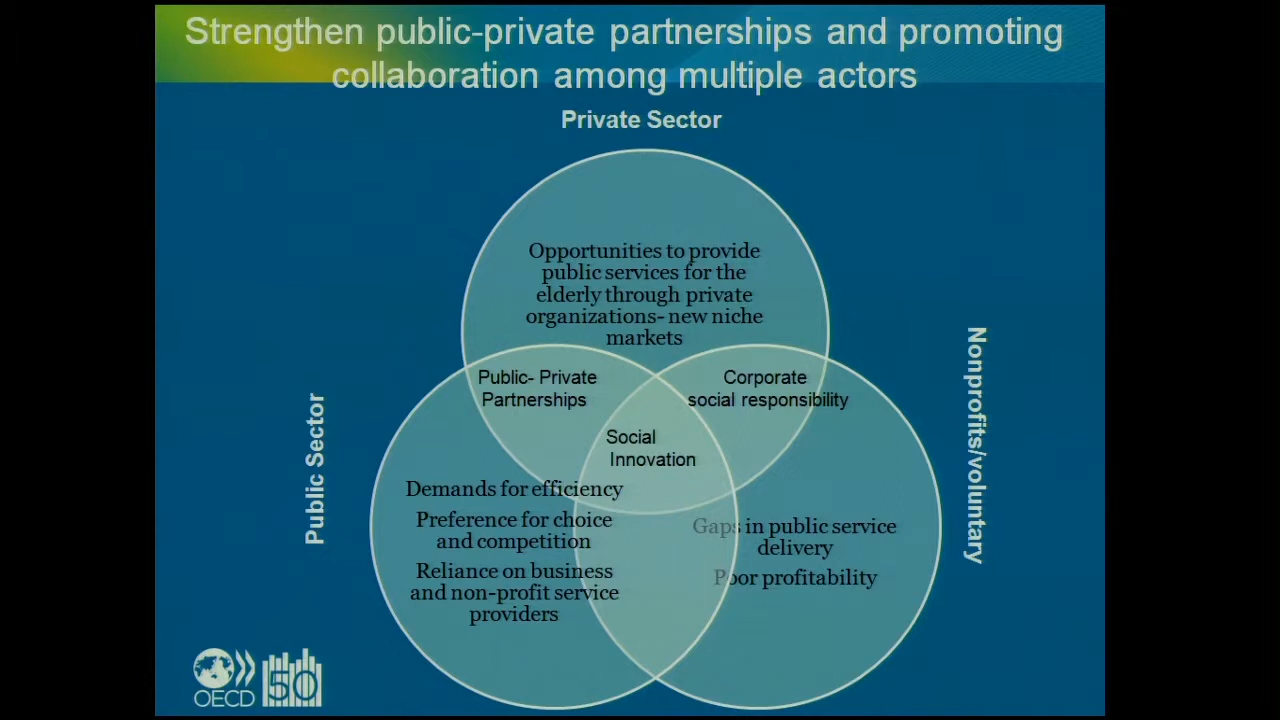 Strengthen public-private partnerships and promoting
collaboration among multiple actors
Private Sector
Opportunities to provide
public services for the
elderly through private
organizations- new niche
markets
Public- Private
Partnerships
Corporate
social responsibility
Social
Innovation
Public Sector
Nonprofits/voluntary
Demands for efficiency
Preference for choice
and competition
Reliance on business
and non-profit service
providers
Gaps in public service
delivery
Poor profitability
OECD
50